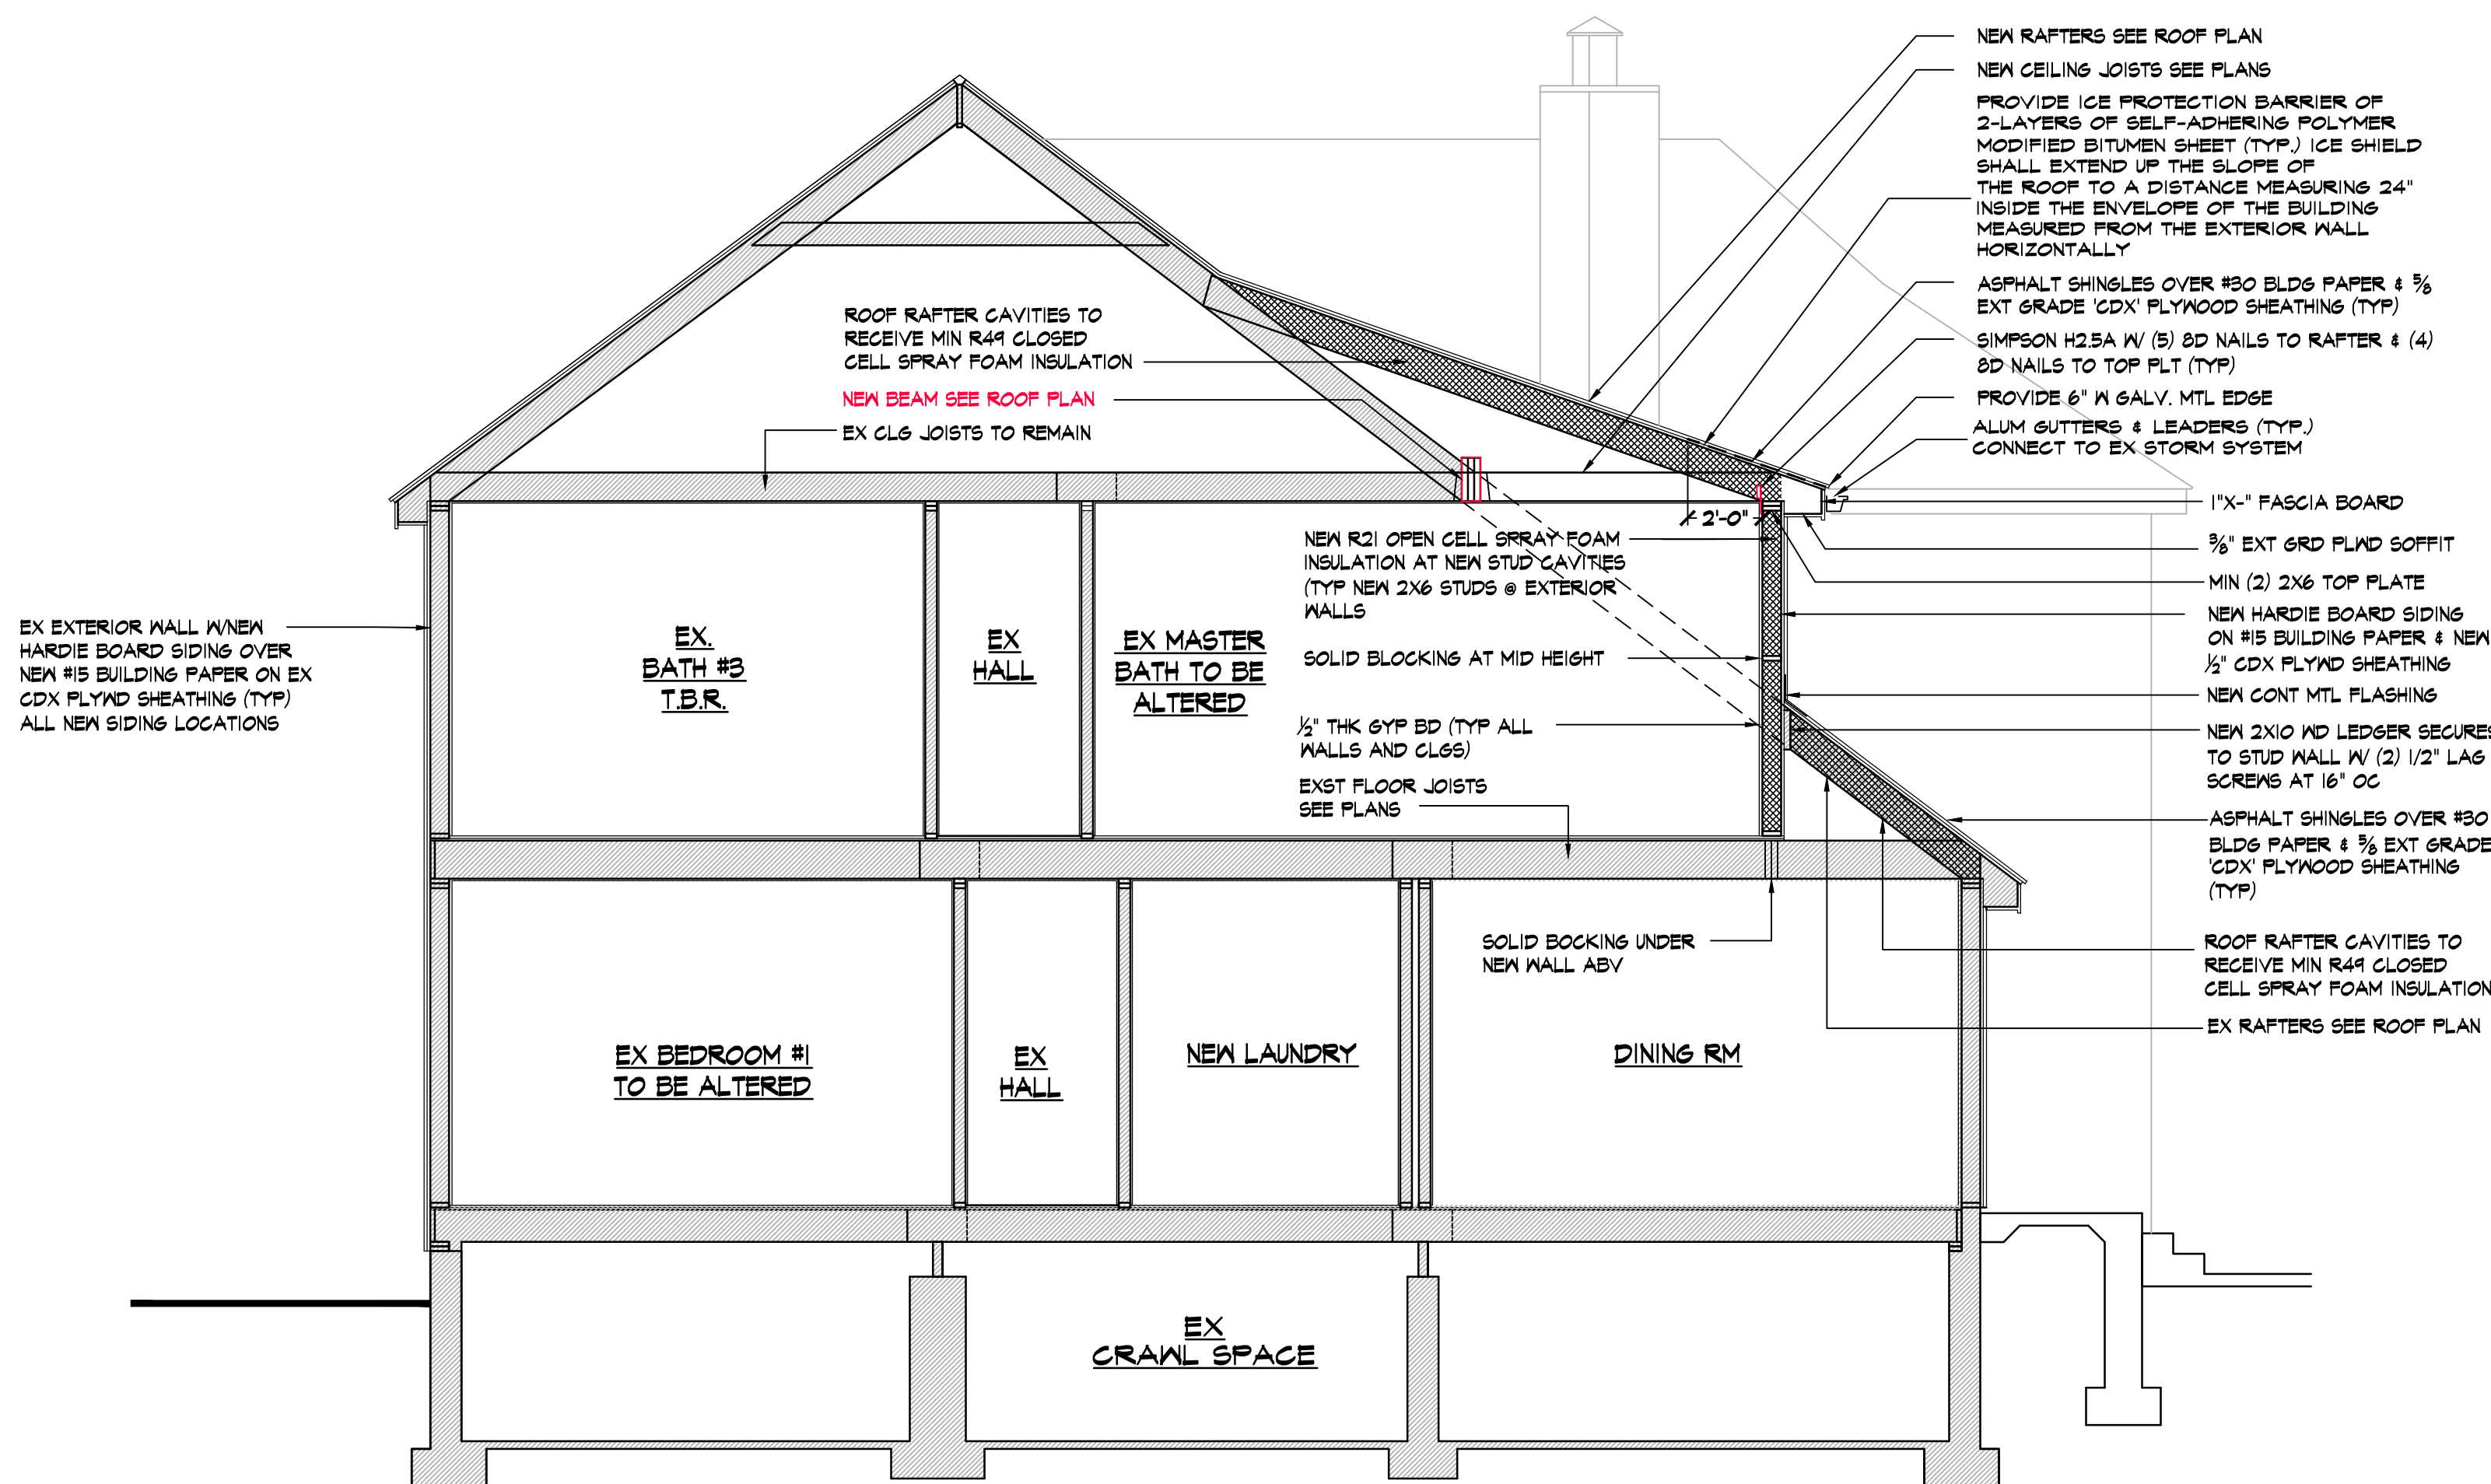 NEW RAFTERS SEE ROOF PLAN
NEW CEILING JOISTS SEE PLANS
PROVIDE ICE PROTECTION BARRIER OF
2-LAYERS OF SELF-ADHERING POLYMER
MODIFIED BITUMEN SHEET (TYP.) ICE SHIELD
SHALL EXTEND UP THE SLOPE OF
THE ROOF TO A DISTANCE MEASURING 24"
INSIDE THE ENVELOPE OF THE BUILDING
MEASURED FROM THE EXTERIOR WALL
HORIZONTALLY
ASPHALT SHINGLES OVER #30 BLDG PAPER & 5/8
EXT GRADE 'CDX' PLYWOOD SHEATHING (TYP)
SIMPSON H2.5A W/ (5) 8D NAILS TO RAFTER & (4)
8D NAILS TO TOP PLT (TYP)
PROVIDE 6" W GALV. MTL EDGE
ALUM GUTTERS & LEADERS (TYP.)
CONNECT TO EX STORM SYSTEM
ROOF RAFTER CAVITIES TO
RECEIVE MIN R49 CLOSED
CELL SPRAY FOAM INSULATION
NEW BEAM SEE ROOF PLAN
EX CLG JOISTS TO REMAIN
1"X-" FASCIA BOARD
3/8" EXT GRD PLWD SOFFIT
MIN (2) 2X6 TOP PLATE
NEW HARDIE BOARD SIDING
ON #15 BUILDING PAPER & NEW
1/2" CDX PLYWD SHEATHING
NEW CONT MTL FLASHING
NEW 2X10 WD LEDGER SECURES
TO STUD WALL W/ (2) 1/2" LAG
SCREWS AT 16" OC
ASPHALT SHINGLES OVER #30
BLDG PAPER & 5/8 EXT GRADE
'CDX' PLYWOOD SHEATHING
(TYP)
ROOF RAFTER CAVITIES TO
RECEIVE MIN R49 CLOSED
CELL SPRAY FOAM INSULATION
EX RAFTERS SEE ROOF PLAN
2'-0"
NEW R21 OPEN CELL SPRAY FOAM
INSULATION AT NEW STUD CAVITIES
(TYP NEW 2X6 STUDS @ EXTERIOR
WALLS
SOLID BLOCKING AT MID HEIGHT
1/2" THK GYP BD (TYP ALL
WALLS AND CLGS)
EXST FLOOR JOISTS
SEE PLANS
EX EXTERIOR WALL W/NEW
HARDIE BOARD SIDING OVER
NEW #15 BUILDING PAPER ON EX
CDX PLYWD SHEATHING (TYP)
ALL NEW SIDING LOCATIONS
EX.
BATH #3
T.B.R.
EX
HALL
EX MASTER
BATH TO BE
ALTERED
SOLID BOCKING UNDER
NEW WALL ABV
EX BEDROOM #1
TO BE ALTERED
EX
HALL
NEW LAUNDRY
DINING RM
EX
CRAWL SPACE